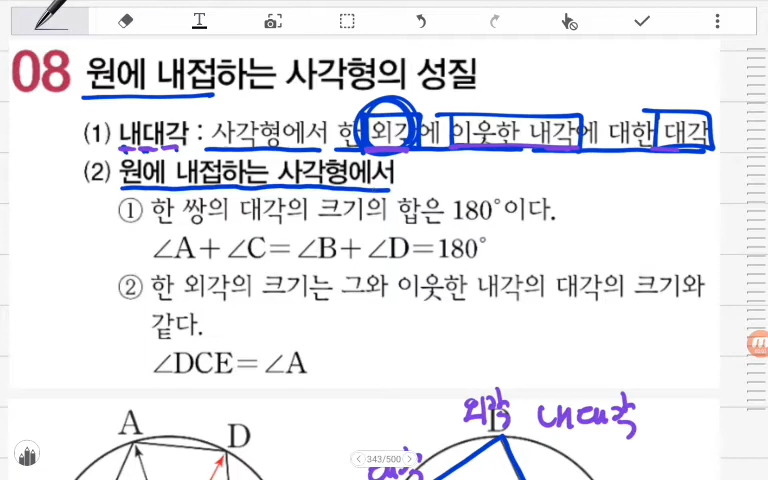 T
08 원에 내접하는 사각형의 성질
(1) 내대각 : 사각형에서 한 외각에 이웃한 내각에 대한 대각
(2) 원에 내접하는 사각형에서
① 한 쌍의 대각의 크기의 합은 180°이다.
∠A+∠C=∠B+∠D=180°
② 한 외각의 크기는 그와 이웃한 내각의 대각의 크기와
같다.
∠DCE=∠A
외각 내대각
A D
343/500